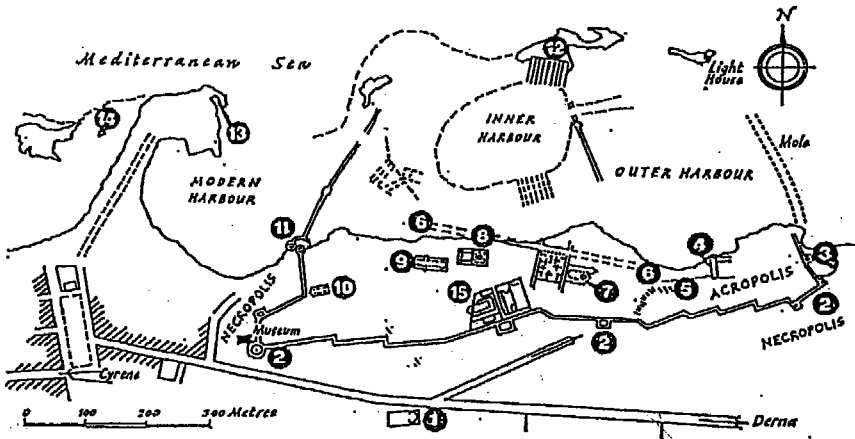 N
Mediterranean Sea
Light
House
12
14
13
INNER
HARBOUR
Mole
MODERN
HARBOUR
OUTER HARBOUR
11
6
8
4
3
9
6
7
5
ACROPOLIS
10
15
NECROPOLIS
Museum
2
2
2
NECROPOLIS
Cyrene
0 100 200 300 Metres
1
Derna